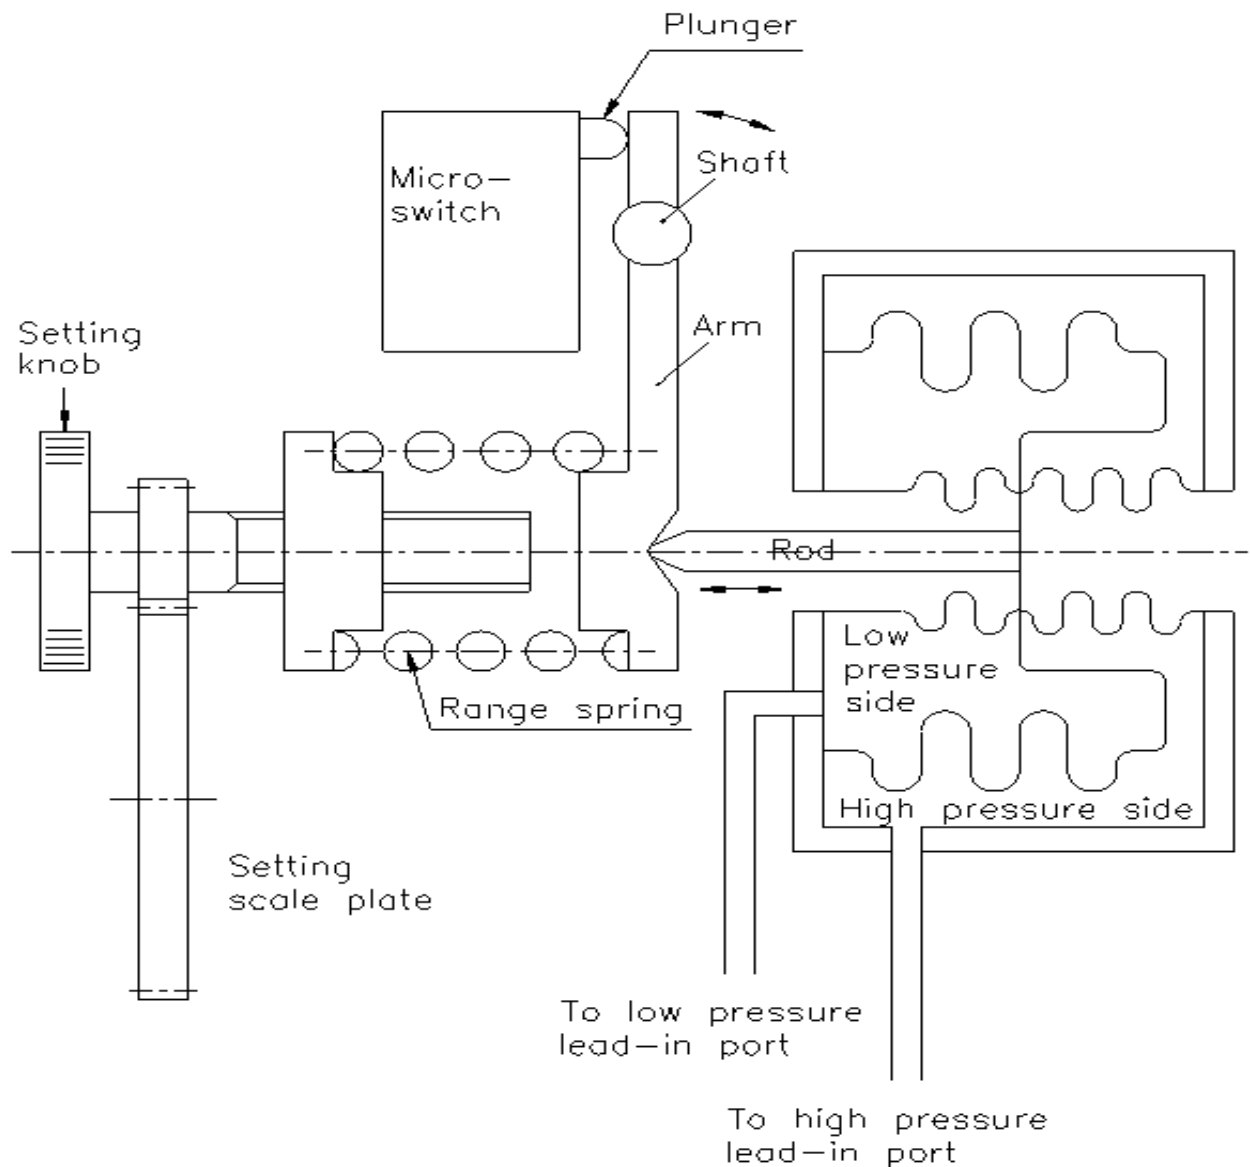 Plunger
Shaft
Micro-
switch
Arm
Setting
knob
Rod
Low
pressure
side
Range spring
High pressure side
Setting
scale plate
To low pressure
lead-in port
To high pressure
lead-in port